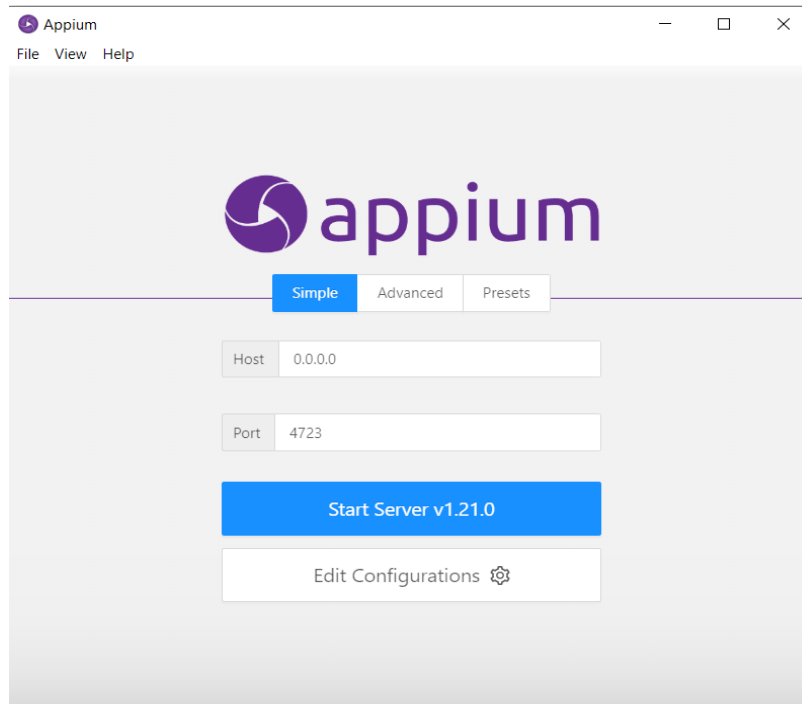 Appium
File View Help
appium
Simple Advanced Presets
Host 0.0.0.0
Port 4723
Start Server v1.21.0
Edit Configurations